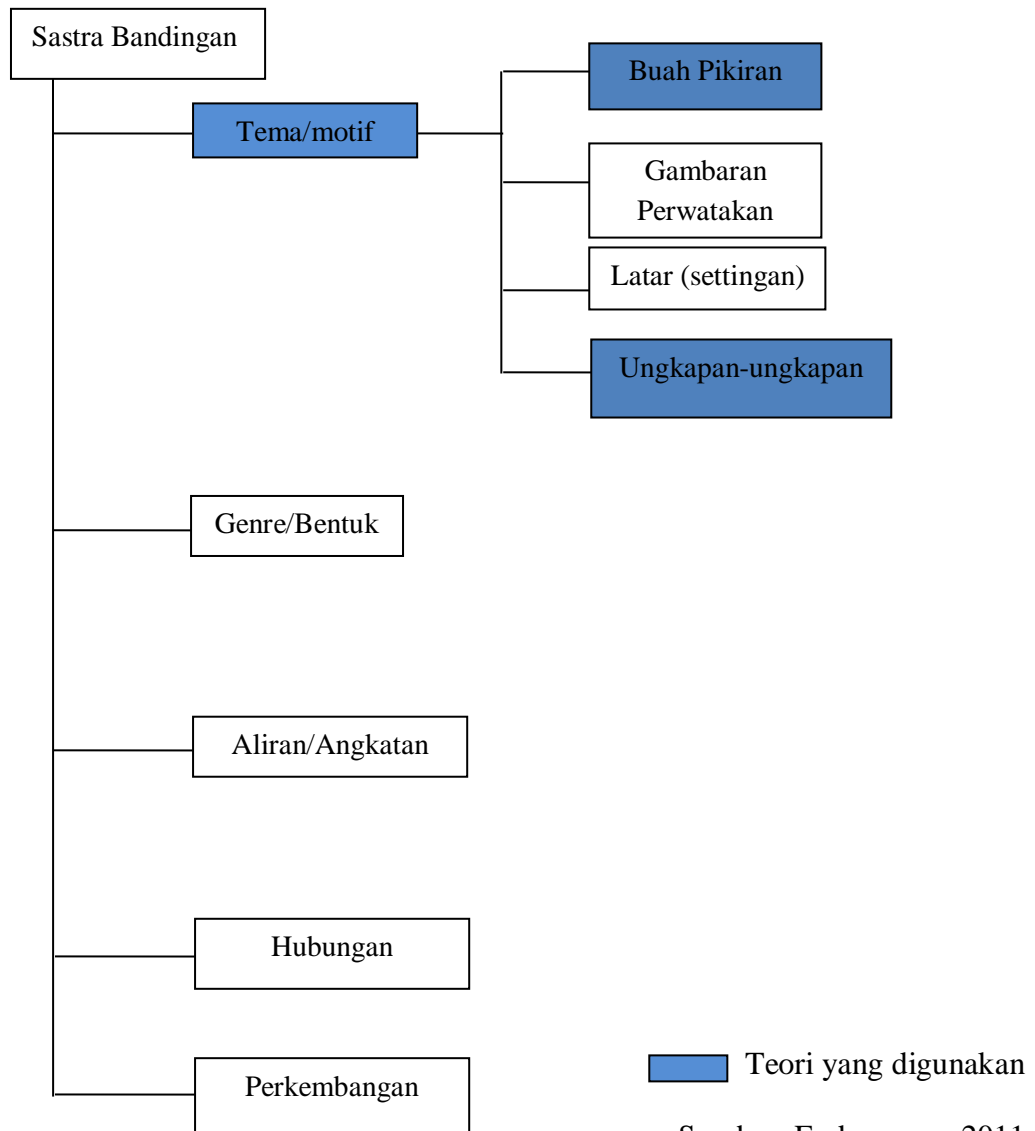 Sastra Bandingan
Buah Pikiran
Tema/motif
Gambaran
Perwatakan
Latar (settingan)
Ungkapan-ungkapan
Genre/Bentuk
Aliran/Angkatan
Hubungan
Perkembangan
Teori yang digunakan
2011